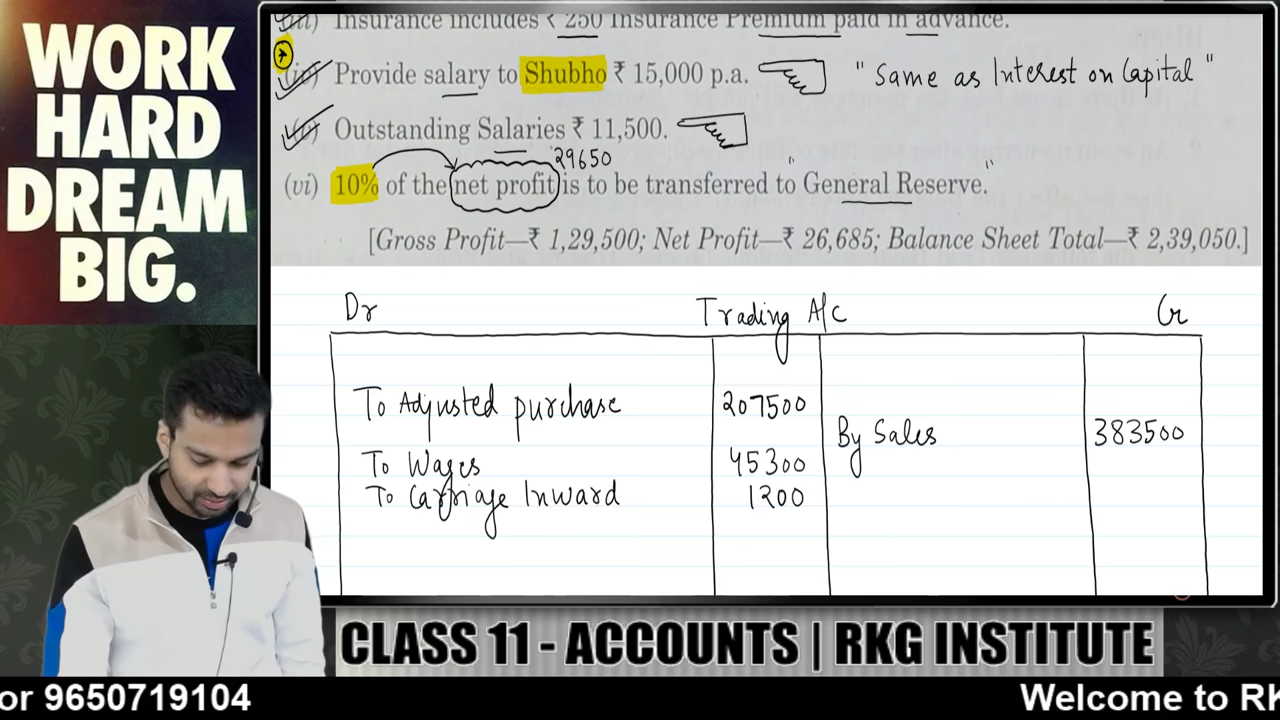 WORK
HARD
DREAM
BIG.
Insurance includes ₹ 250 Insurance Premium paid in advance.
(iv) Provide salary to Shubho ₹ 15,000 p.a. "Same as Interest on Capital"
(v) Outstanding Salaries ₹ 11,500.
29650
(vi) 10% of the net profit is to be transferred to "General Reserve."
[Gross Profit—₹ 1,29,500; Net Profit—₹ 26,685; Balance Sheet Total—₹ 2,39,050.]
Dr Trading A/c Cr
To Adjusted purchase 207500
By Sales 383500
To Wages 45300
To Carriage Inward 1200
CLASS 11 - ACCOUNTS | RKG INSTITUTE
or 9650719104 Welcome to RK